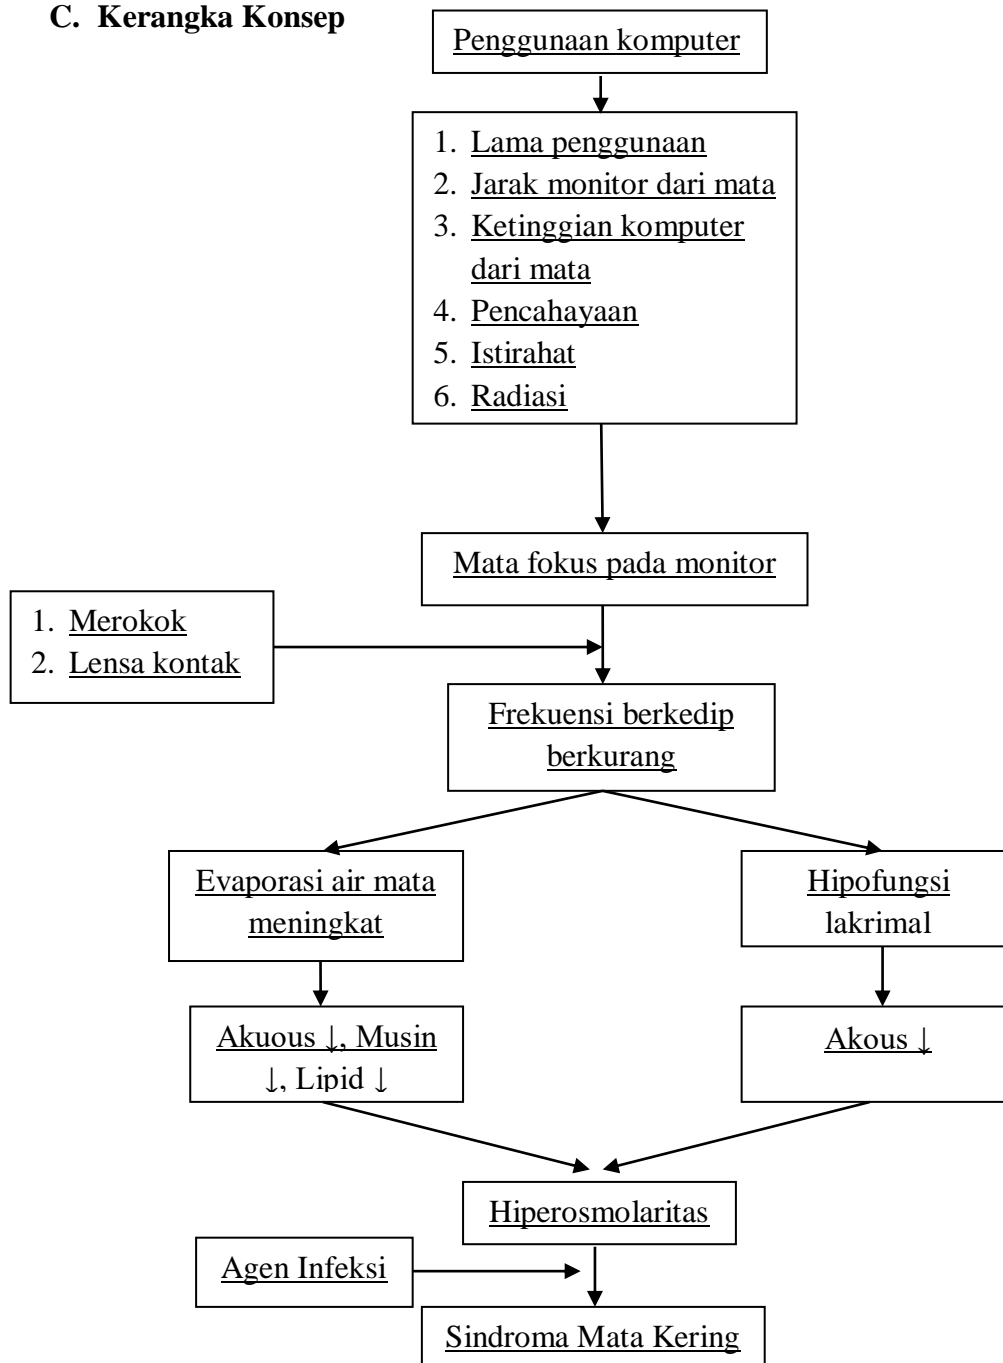 C. Kerangka Konsep
Penggunaan komputer
1. Lama penggunaan
2. Jarak monitor dari mata
3. Ketinggian komputer
dari mata
4. Pencahayaan
5. Istirahat
6. Radiasi
Mata fokus pada monitor
1. Merokok
2. Lensa kontak
Frekuensi berkedip
berkurang
Evaporasi air mata
meningkat
Hipofungsi
lakrimal
Akuous ↓, Musin
↓, Lipid ↓
Akous ↓
Hiperosmolaritas
Agen Infeksi
Sindroma Mata Kering